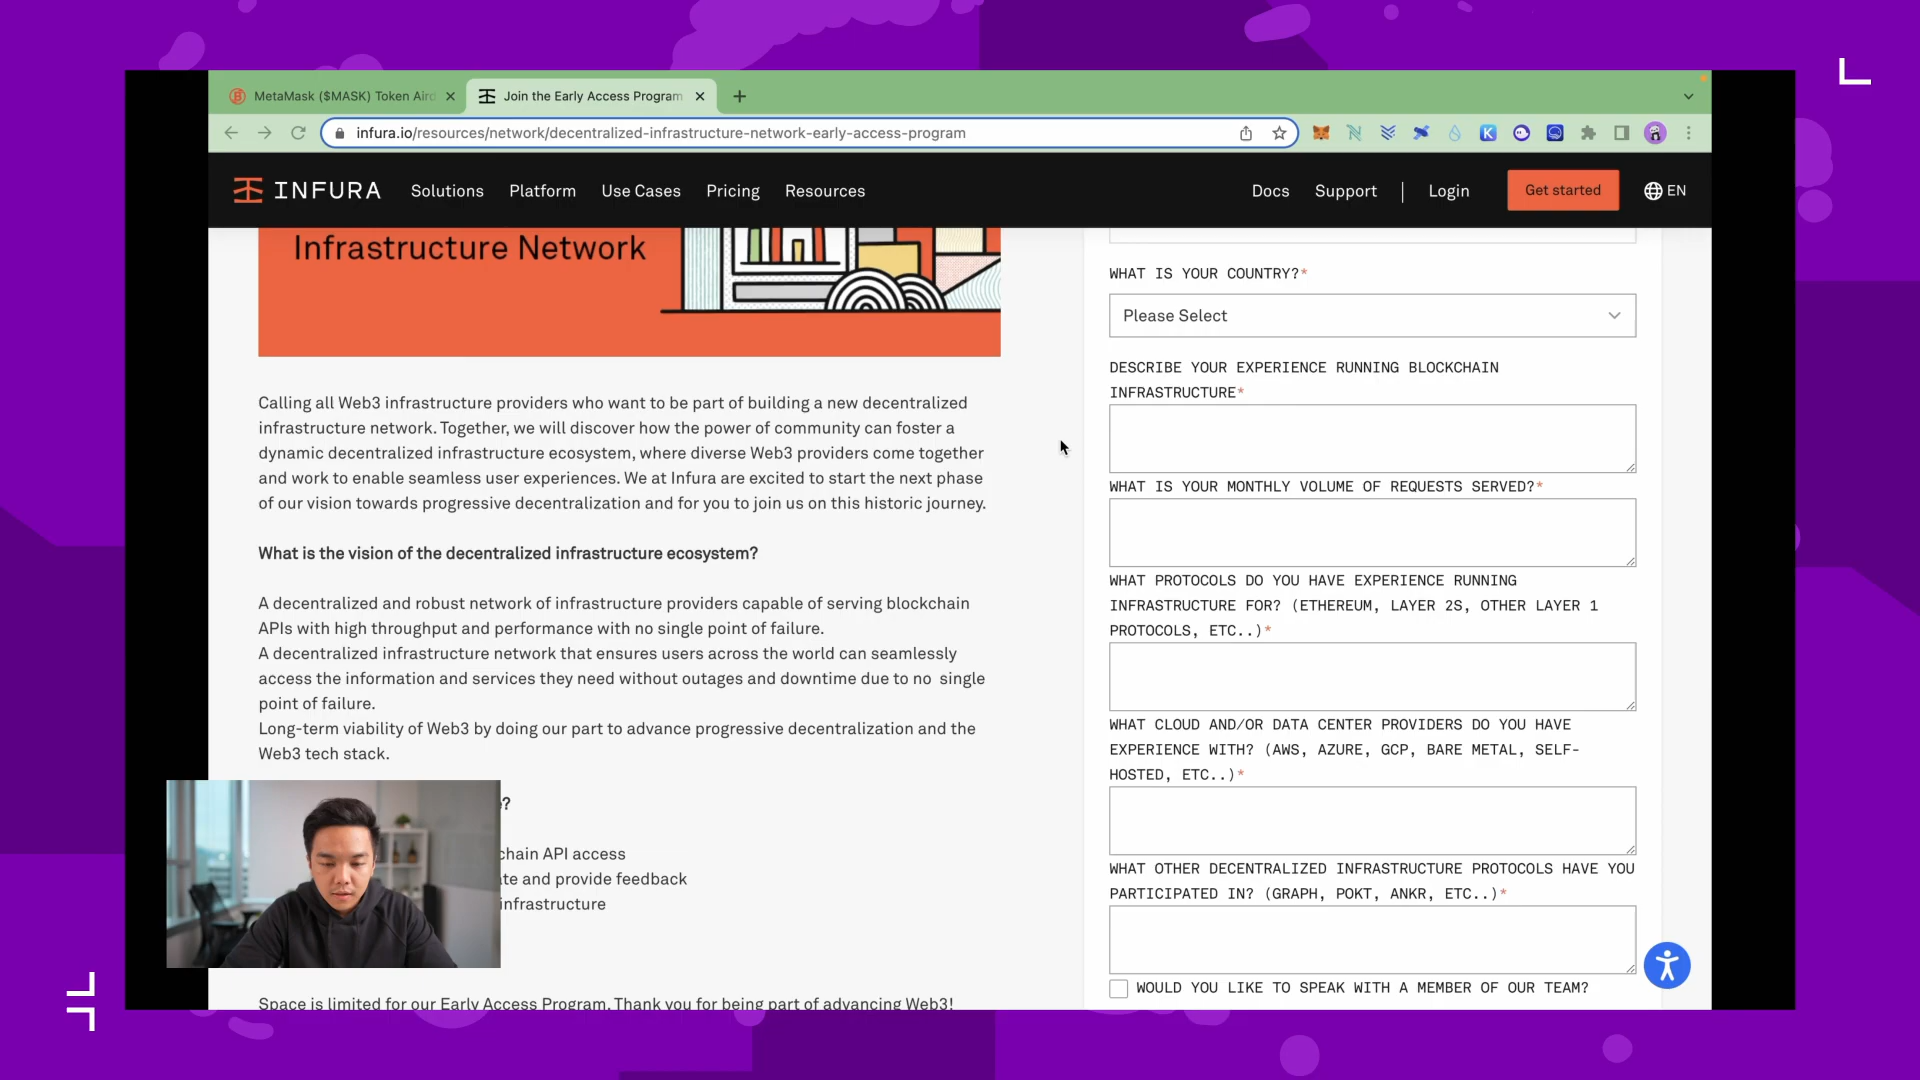 MetaMask ($MASK) Token Aird
Join the Early Access Program
infura.io/resources/network/decentralized-infrastructure-network-early-access-program
INFURA
Solutions
Platform
Use Cases
Pricing
Resources
Docs
Support
Login
Get started
EN
Infrastructure Network
Calling all Web3 infrastructure providers who want to be part of building a new decentralized
infrastructure network. Together, we will discover how the power of community can foster a
dynamic decentralized infrastructure ecosystem, where diverse Web3 providers come together
and work to enable seamless user experiences. We at Infura are excited to start the next phase
of our vision towards progressive decentralization and for you to join us on this historic journey.
What is the vision of the decentralized infrastructure ecosystem?
A decentralized and robust network of infrastructure providers capable of serving blockchain
APIs with high throughput and performance with no single point of failure.
A decentralized infrastructure network that ensures users across the world can seamlessly
access the information and services they need without outages and downtime due to no single
point of failure.
Long-term viability of Web3 by doing our part to advance progressive decentralization and the
Web3 tech stack.
?
chain API access
te and provide feedback
infrastructure
Space is limited for our Early Access Program. Thank you for being part of advancing Web3!
WHAT IS YOUR COUNTRY?*
Please Select
DESCRIBE YOUR EXPERIENCE RUNNING BLOCKCHAIN
INFRASTRUCTURE*
WHAT IS YOUR MONTHLY VOLUME OF REQUESTS SERVED?*
WHAT PROTOCOLS DO YOU HAVE EXPERIENCE RUNNING
INFRASTRUCTURE FOR? (ETHEREUM, LAYER 2S, OTHER LAYER 1
PROTOCOLS, ETC..)*
WHAT CLOUD AND/OR DATA CENTER PROVIDERS DO YOU HAVE
EXPERIENCE WITH? (AWS, AZURE, GCP, BARE METAL, SELF-
HOSTED, ETC..)*
WHAT OTHER DECENTRALIZED INFRASTRUCTURE PROTOCOLS HAVE YOU
PARTICIPATED IN? (GRAPH, POKT, ANKR, ETC..)*
WOULD YOU LIKE TO SPEAK WITH A MEMBER OF OUR TEAM?